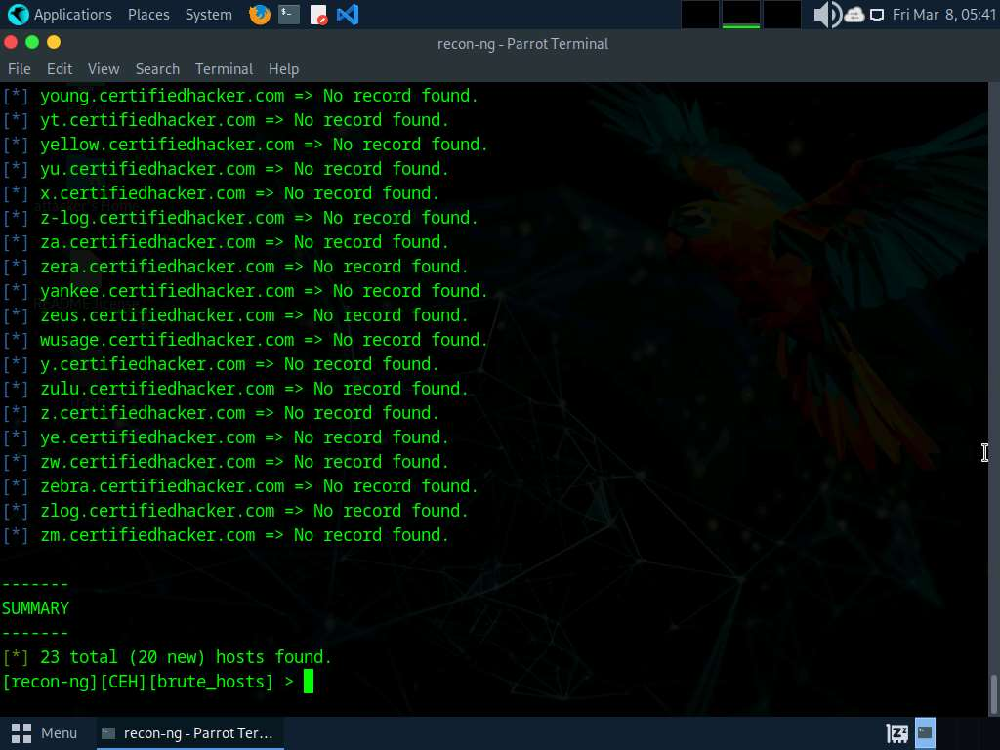 Applications Places System Fri Mar 8, 05:41
recon-ng - Parrot Terminal
File Edit View Search Terminal Help
[*] young.certifiedhacker.com => No record found.
[*] yt.certifiedhacker.com => No record found.
[*] yellow.certifiedhacker.com => No record found.
[*] yu.certifiedhacker.com => No record found.
[*] x.certifiedhacker.com => No record found.
[*] z-log.certifiedhacker.com => No record found.
[*] za.certifiedhacker.com => No record found.
[*] zera.certifiedhacker.com => No record found.
[*] yankee.certifiedhacker.com => No record found.
[*] zeus.certifiedhacker.com => No record found.
[*] wusage.certifiedhacker.com => No record found.
[*] y.certifiedhacker.com => No record found.
[*] zulu.certifiedhacker.com => No record found.
[*] z.certifiedhacker.com => No record found.
[*] ye.certifiedhacker.com => No record found.
[*] zw.certifiedhacker.com => No record found.
[*] zebra.certifiedhacker.com => No record found.
[*] zlog.certifiedhacker.com => No record found.
[*] zm.certifiedhacker.com => No record found.
-------
SUMMARY
-------
[*] 23 total (20 new) hosts found.
[recon-ng][CEH][brute_hosts] >
Menu recon-ng - Parrot Ter...